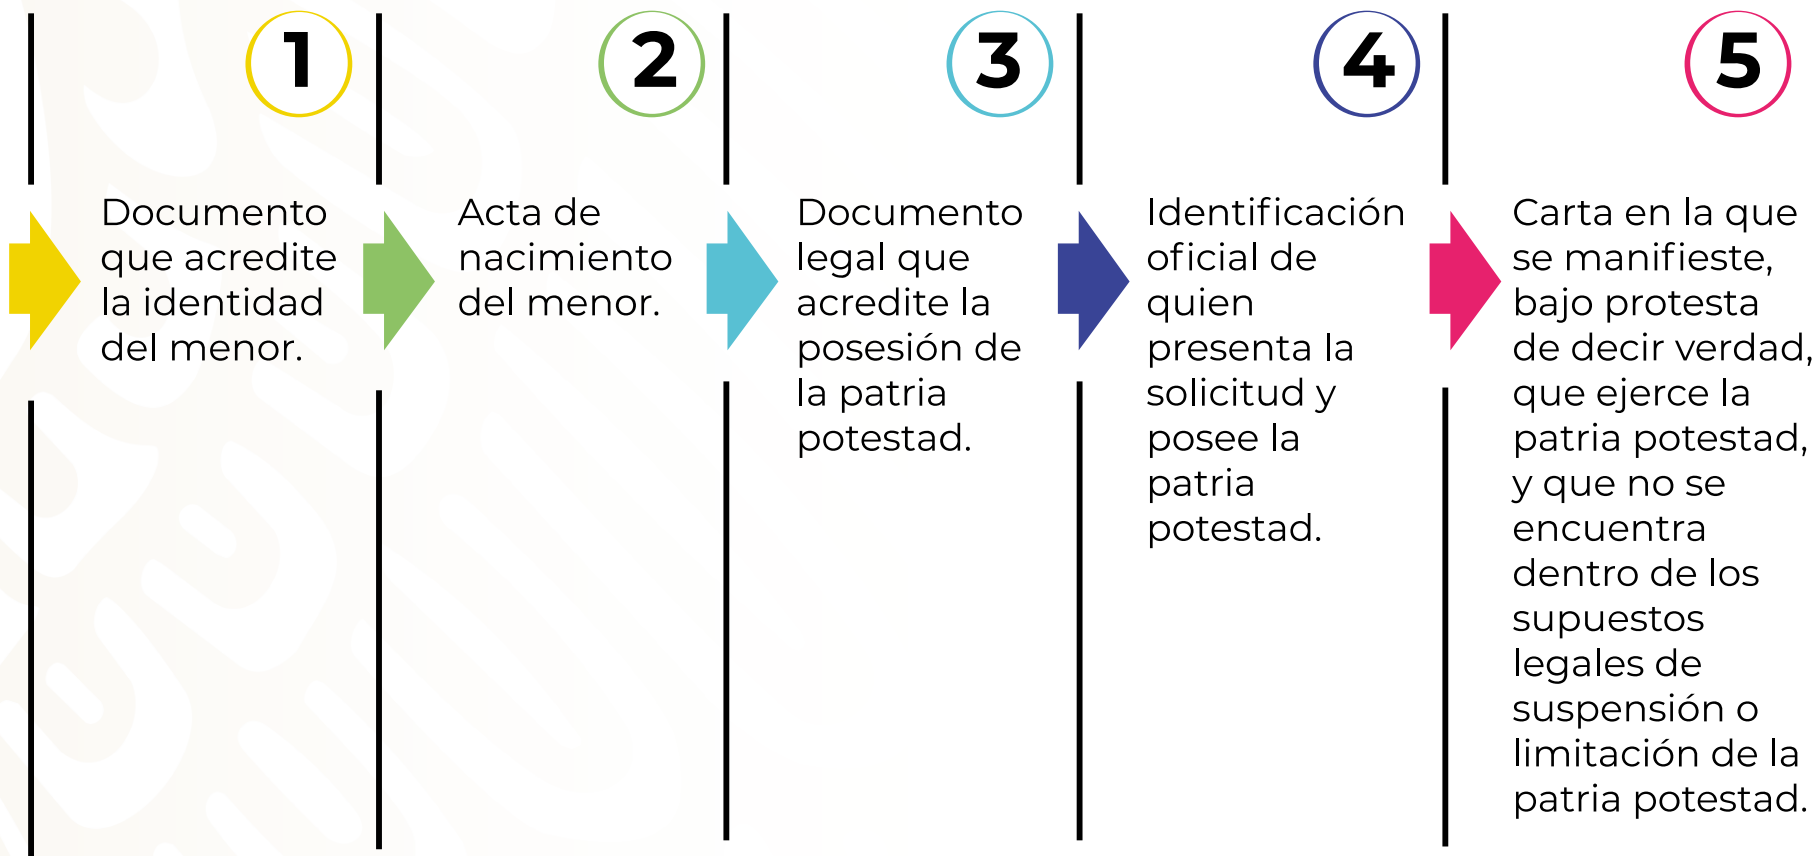 1
Documento
que acredite
la identidad
del menor.
2
Acta de
nacimiento
del menor.
3
Documento
legal que
acredite la
posesión de
la patria
potestad.
4
Identificación
oficial de
quien
presenta la
solicitud y
posee la
patria
potestad.
5
Carta en la que
se manifieste,
bajo protesta
de decir verdad,
que ejerce la
patria potestad,
y que no se
encuentra
dentro de los
supuestos
legales de
suspensión o
limitación de la
patria potestad.